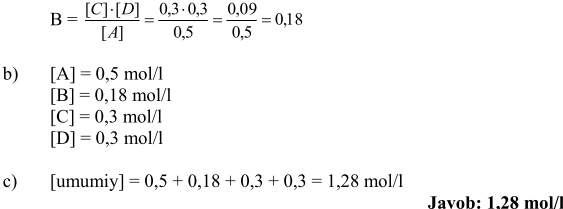 B = [C]·[D] / [A] = 0,3·0,3 / 0,5 = 0,09 / 0,5 = 0,18
b) [A] = 0,5 mol/l
[B] = 0,18 mol/l
[C] = 0,3 mol/l
[D] = 0,3 mol/l
c) [umumiy] = 0,5 + 0,18 + 0,3 + 0,3 = 1,28 mol/l
Javob: 1,28 mol/l